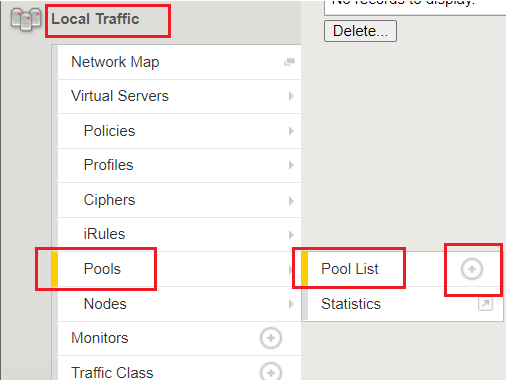 No records to display.
Local Traffic
Delete...
Network Map
Virtual Servers
Policies
Profiles
Ciphers
iRules
Pools
Pool List
Statistics
Nodes
Monitors
Traffic Class